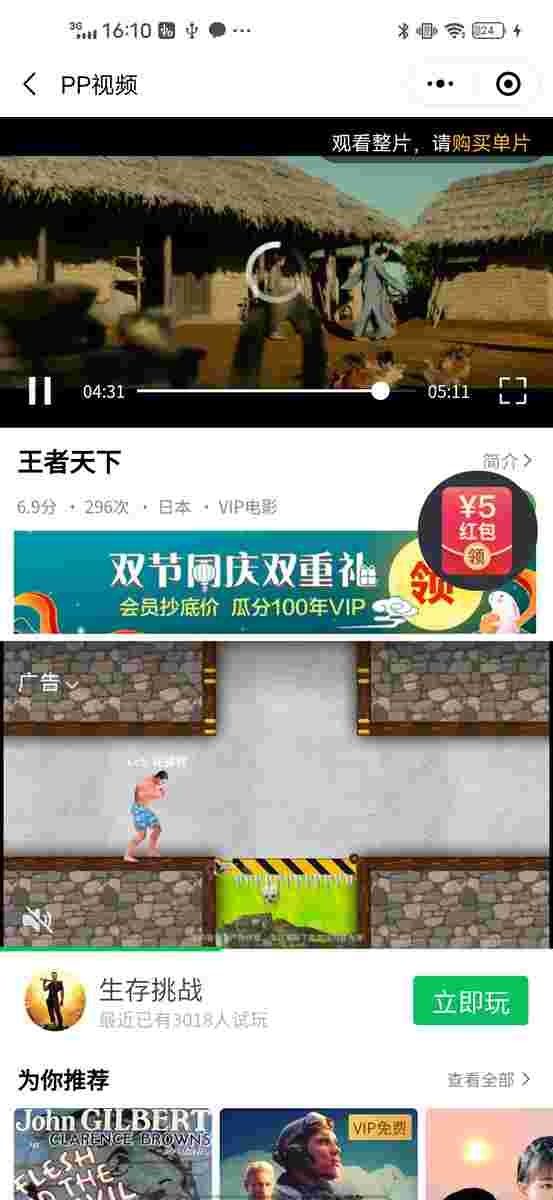 3G 16:10 24
PP视频
观看整片，请购买单片
04:31 05:11
王者天下 简介
6.9分 · 296次 · 日本 · VIP电影
¥5
红包
领
双节同庆双重礼
会员抄底价 瓜分100年VIP
领
广告
生存挑战
最近已有3018人试玩
立即玩
为你推荐 查看全部
John GILBERT
CLARENCE BROWN'S
FLESH
VIP免费